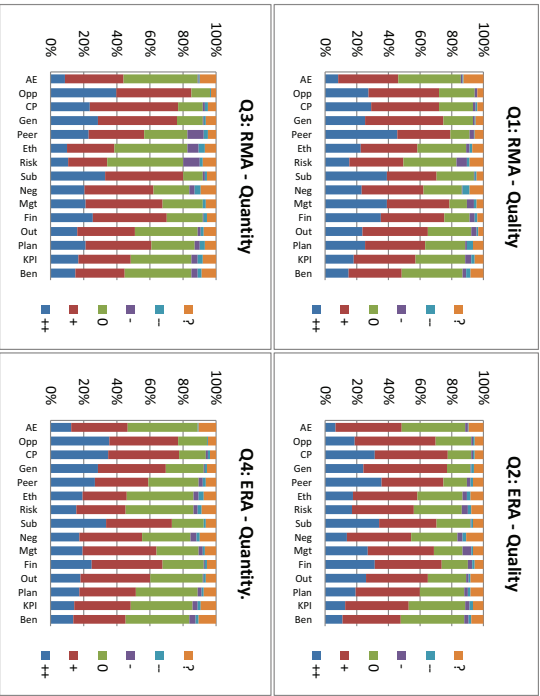 Q1: RMA - Quality
100%
80%
60%
40%
20%
0%
AE
Opp
CP
Gen
Peer
Eth
Risk
Sub
Neg
Mgt
Fin
Out
Plan
KPI
Ben
?
--
-
0
+
++
Q2: ERA - Quality
100%
80%
60%
40%
20%
0%
AE
Opp
CP
Gen
Peer
Eth
Risk
Sub
Neg
Mgt
Fin
Out
Plan
KPI
Ben
?
--
-
0
+
++
Q3: RMA - Quantity
100%
80%
60%
40%
20%
0%
AE
Opp
CP
Gen
Peer
Eth
Risk
Sub
Neg
Mgt
Fin
Out
Plan
KPI
Ben
?
--
-
0
+
++
Q4: ERA - Quantity.
100%
80%
60%
40%
20%
0%
AE
Opp
CP
Gen
Peer
Eth
Risk
Sub
Neg
Mgt
Fin
Out
Plan
KPI
Ben
?
--
-
0
+
++